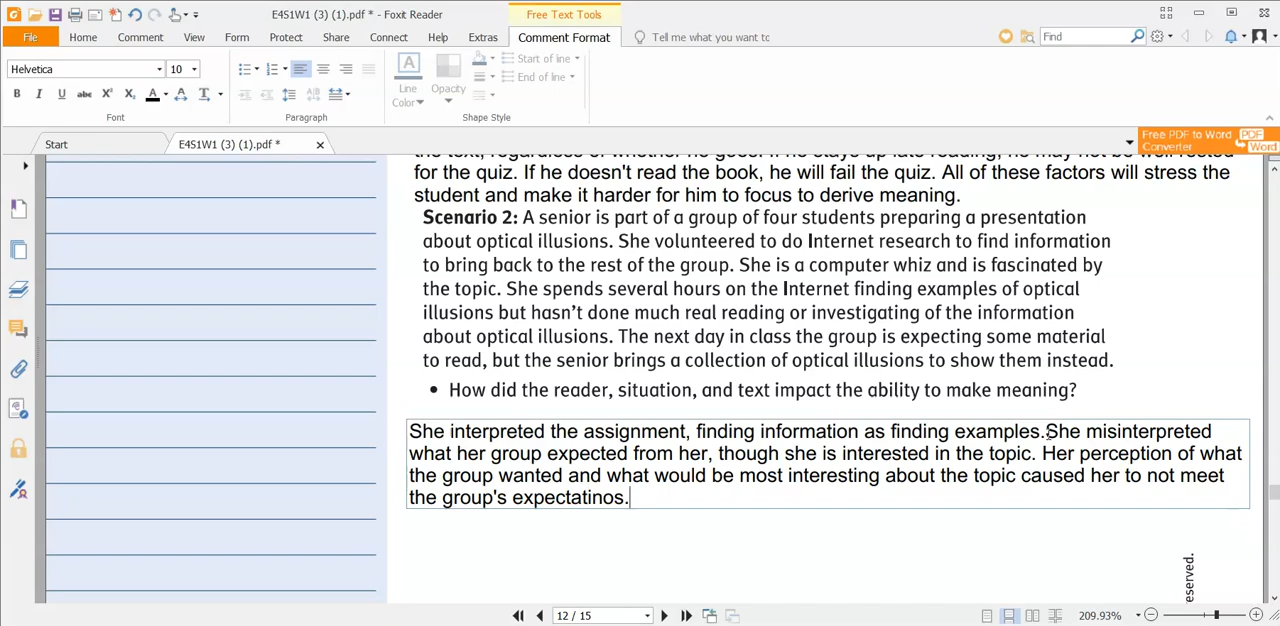 E4S1W1 (3) (1).pdf * - Foxit Reader
Free Text Tools
File
Home
Comment
View
Form
Protect
Share
Connect
Help
Extras
Comment Format
Tell me what you want to
Find
Helvetica
10
Start of line
End of line
Line
Color
Opacity
Font
Paragraph
Shape Style
Start
E4S1W1 (3) (1).pdf *
Free PDF to Word
Converter
PDF
Word
for the quiz. If he doesn't read the book, he will fail the quiz. All of these factors will stress the
student and make it harder for him to focus to derive meaning.
Scenario 2: A senior is part of a group of four students preparing a presentation
about optical illusions. She volunteered to do Internet research to find information
to bring back to the rest of the group. She is a computer whiz and is fascinated by
the topic. She spends several hours on the Internet finding examples of optical
illusions but hasn't done much real reading or investigating of the information
about optical illusions. The next day in class the group is expecting some material
to read, but the senior brings a collection of optical illusions to show them instead.
• How did the reader, situation, and text impact the ability to make meaning?
She interpreted the assignment, finding information as finding examples. She misinterpreted
what her group expected from her, though she is interested in the topic. Her perception of what
the group wanted and what would be most interesting about the topic caused her to not meet
the group's expectatinos.
eserved.
12 / 15
209.93%